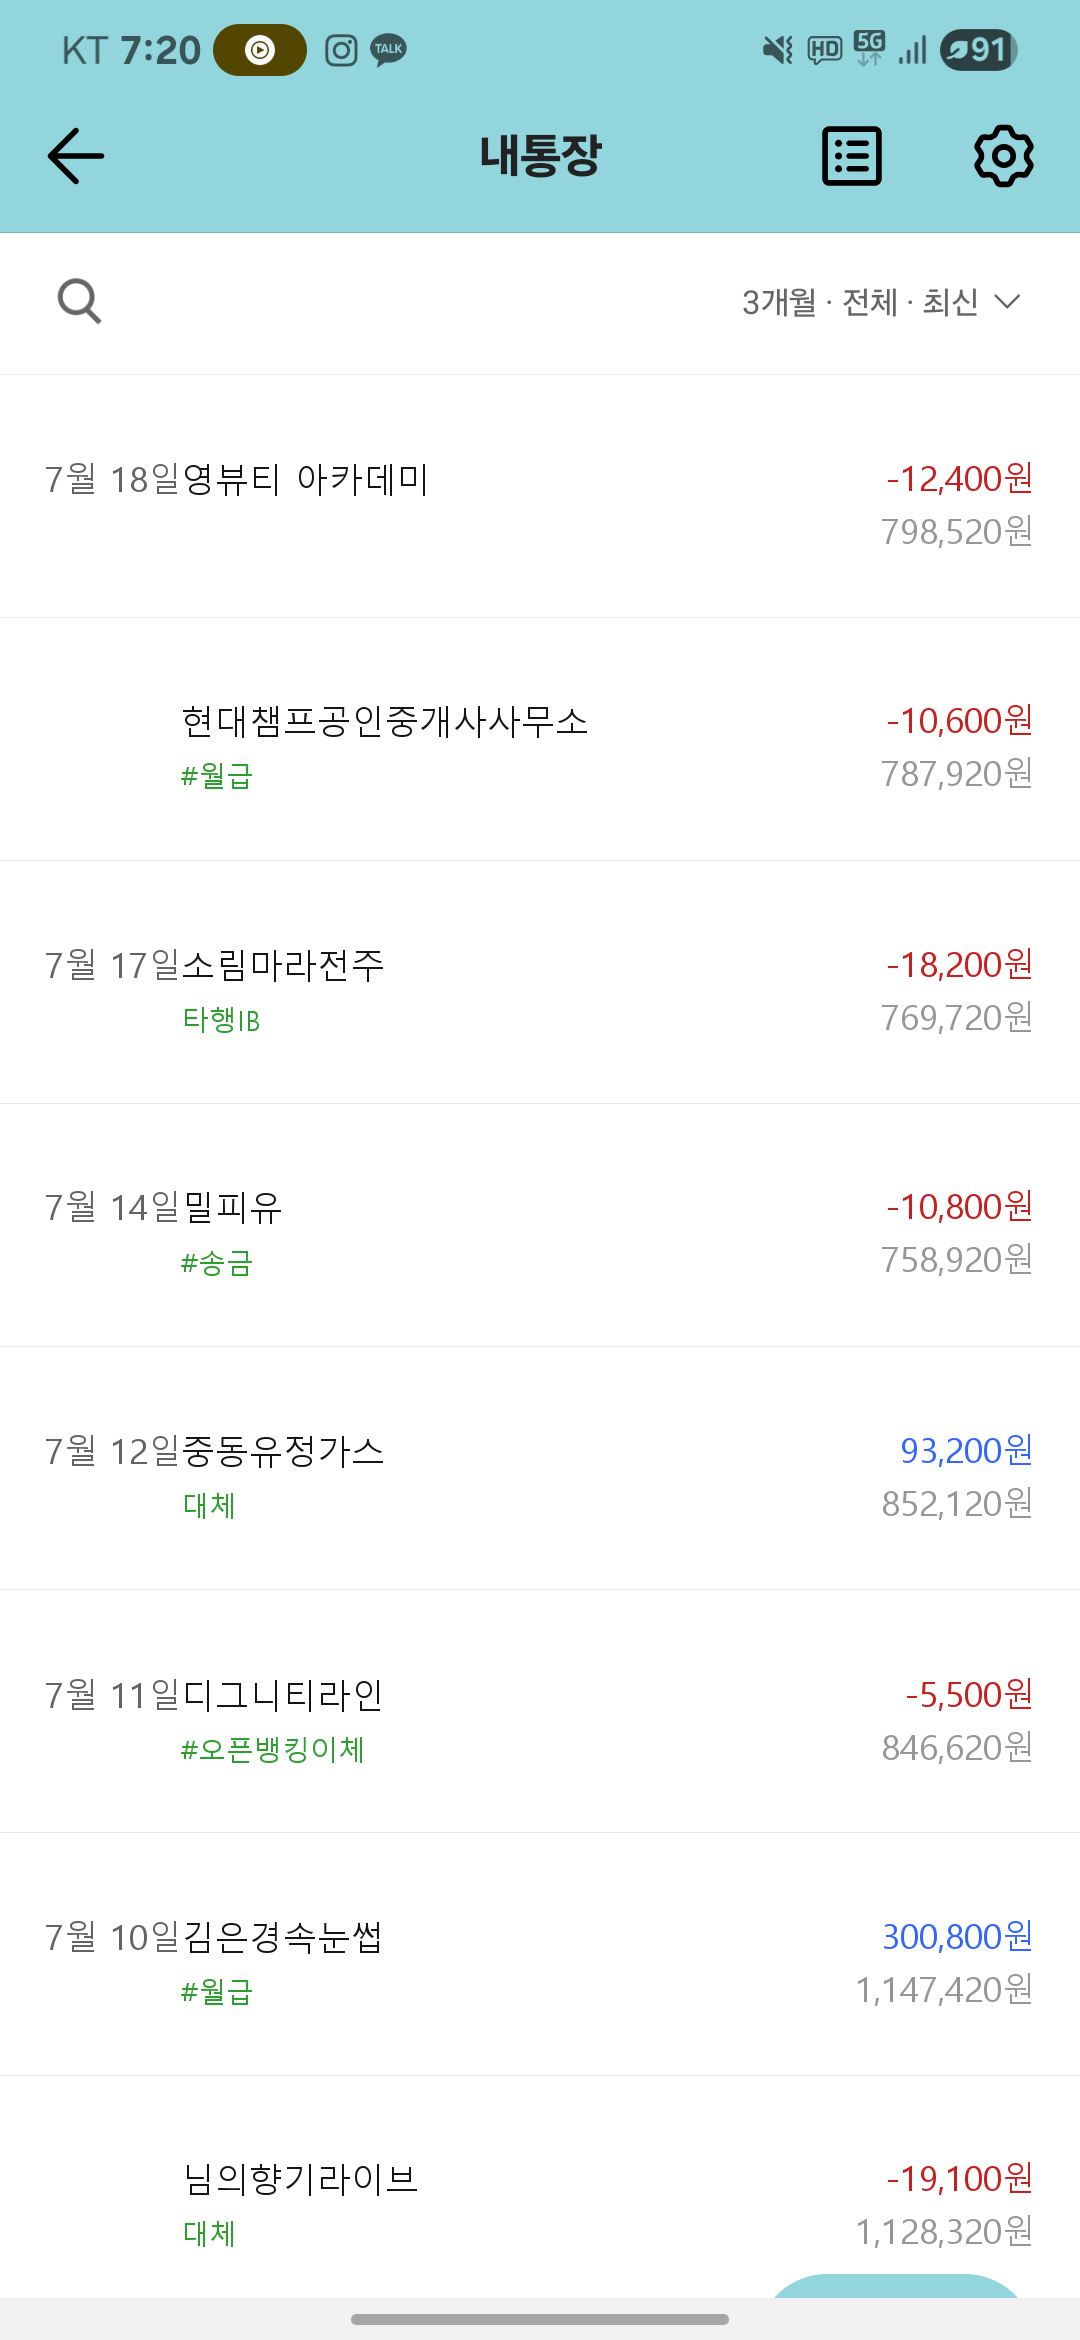 KT 7:20 TALK HD 5G 91
내통장
3개월 · 전체 · 최신
7월 18일 영뷰티 아카데미 -12,400원
798,520원
현대챔프공인중개사사무소 -10,600원
#월급 787,920원
7월 17일 소림마라전주 -18,200원
타행IB 769,720원
7월 14일 밀피유 -10,800원
#송금 758,920원
7월 12일 중동유정가스 93,200원
대체 852,120원
7월 11일 디그니티라인 -5,500원
#오픈뱅킹이체 846,620원
7월 10일 김은경속눈썹 300,800원
#월급 1,147,420원
님의향기라이브 -19,100원
대체 1,128,320원